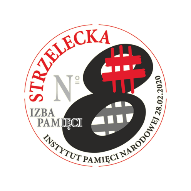 STRZELECKA
No 8
IZBA
PAMIĘCI
INSTYTUT PAMIĘCI NARODOWEJ 28.02.2020